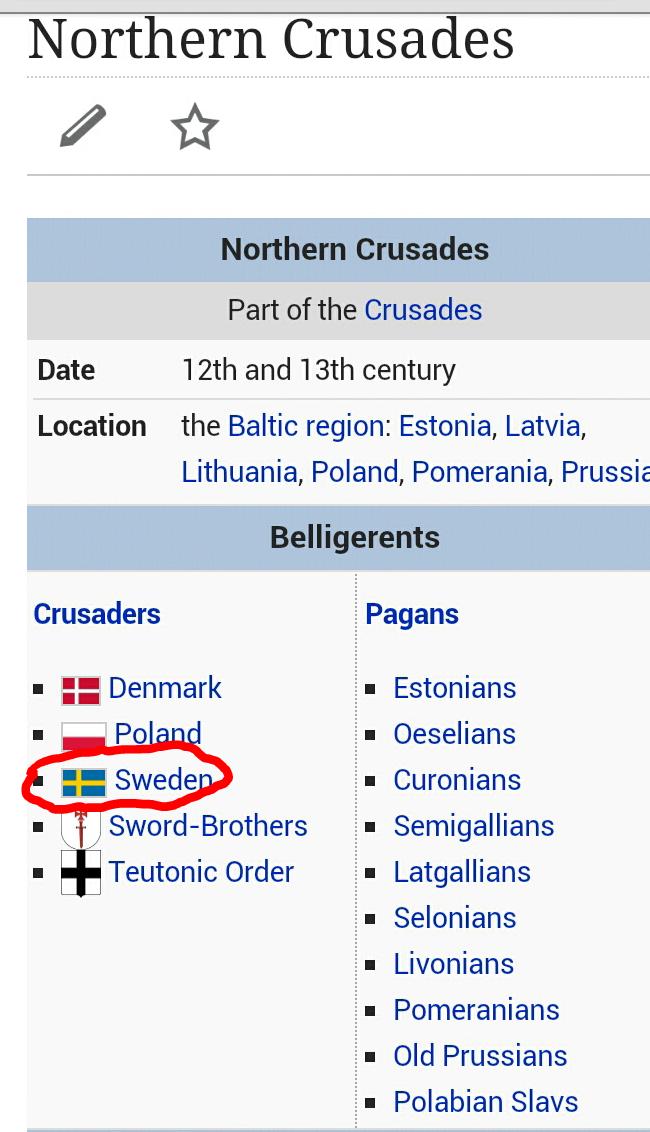 Northern Crusades
Northern Crusades
Part of the Crusades
Date 12th and 13th century
Location the Baltic region: Estonia, Latvia,
Lithuania, Poland, Pomerania, Prussia
Belligerents
Crusaders
Denmark
Poland
Sweden
Sword-Brothers
Teutonic Order
Pagans
Estonians
Oeselians
Curonians
Semigallians
Latgallians
Selonians
Livonians
Pomeranians
Old Prussians
Polabian Slavs